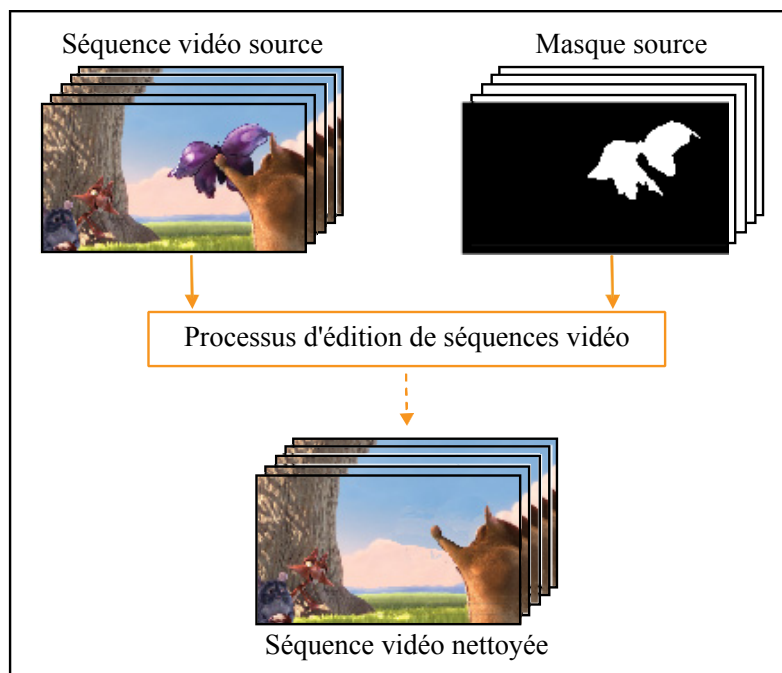 Séquence vidéo source
Masque source
Processus d'édition de séquences vidéo
Séquence vidéo nettoyée